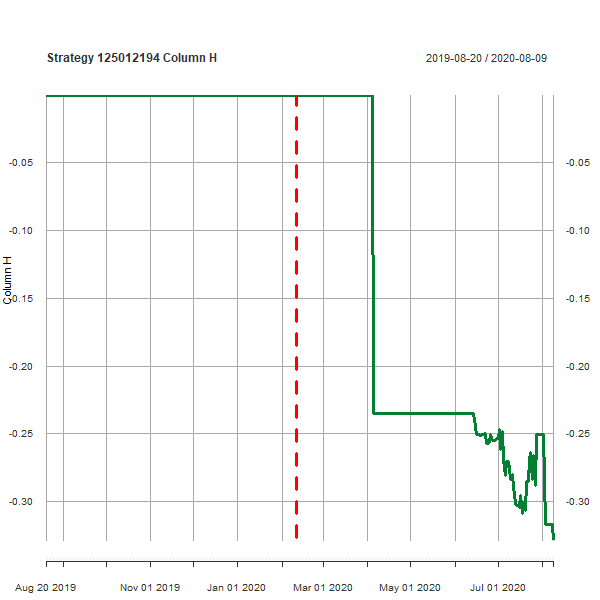 Strategy 125012194 Column H
2019-08-20 / 2020-08-09
Column H
-0.05
-0.10
-0.15
-0.20
-0.25
-0.30
-0.05
-0.10
-0.15
-0.20
-0.25
-0.30
Aug 20 2019
Nov 01 2019
Jan 01 2020
Mar 01 2020
May 01 2020
Jul 01 2020